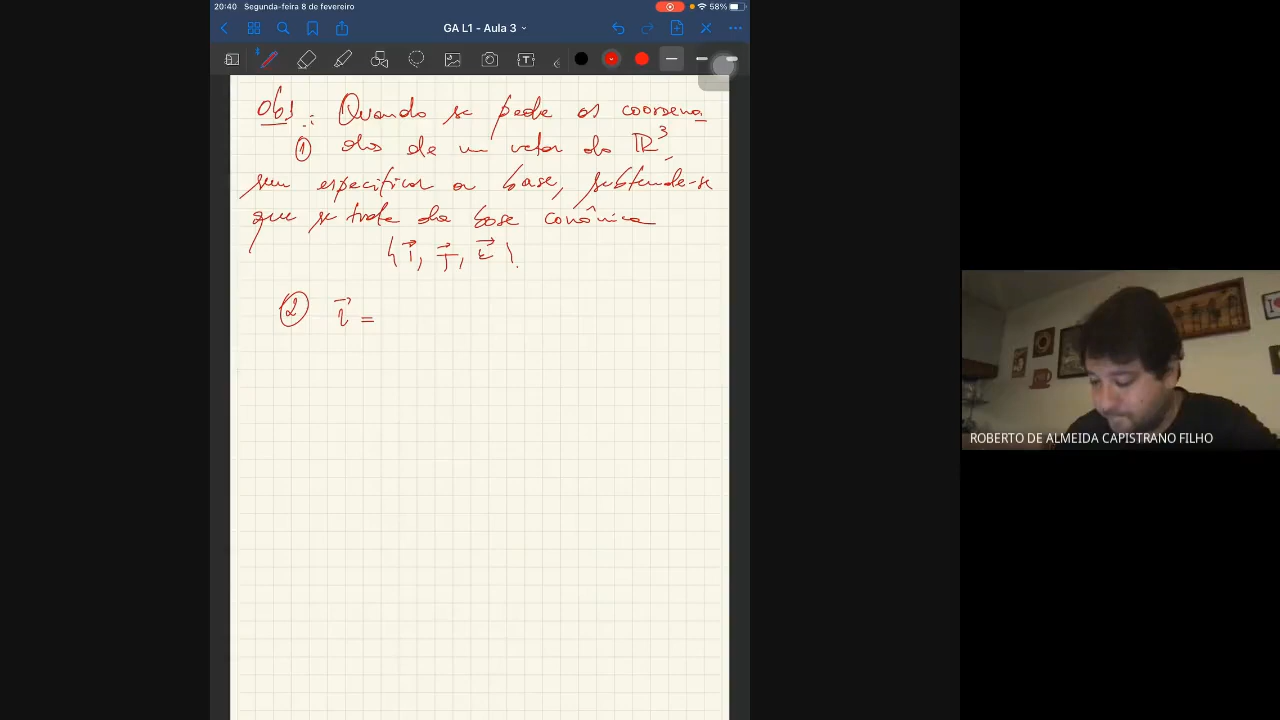 20:40 Segunda-feira 8 de fevereiro 58%
GA L1 - Aula 3
Obs: Quando se pede as coordena
① das de um vetor do ℝ³,
sem especificar a base, subtende-se
que se trata da base canônica
{i⃗, j⃗, k⃗}.
② i⃗ =
ROBERTO DE ALMEIDA CAPISTRANO FILHO